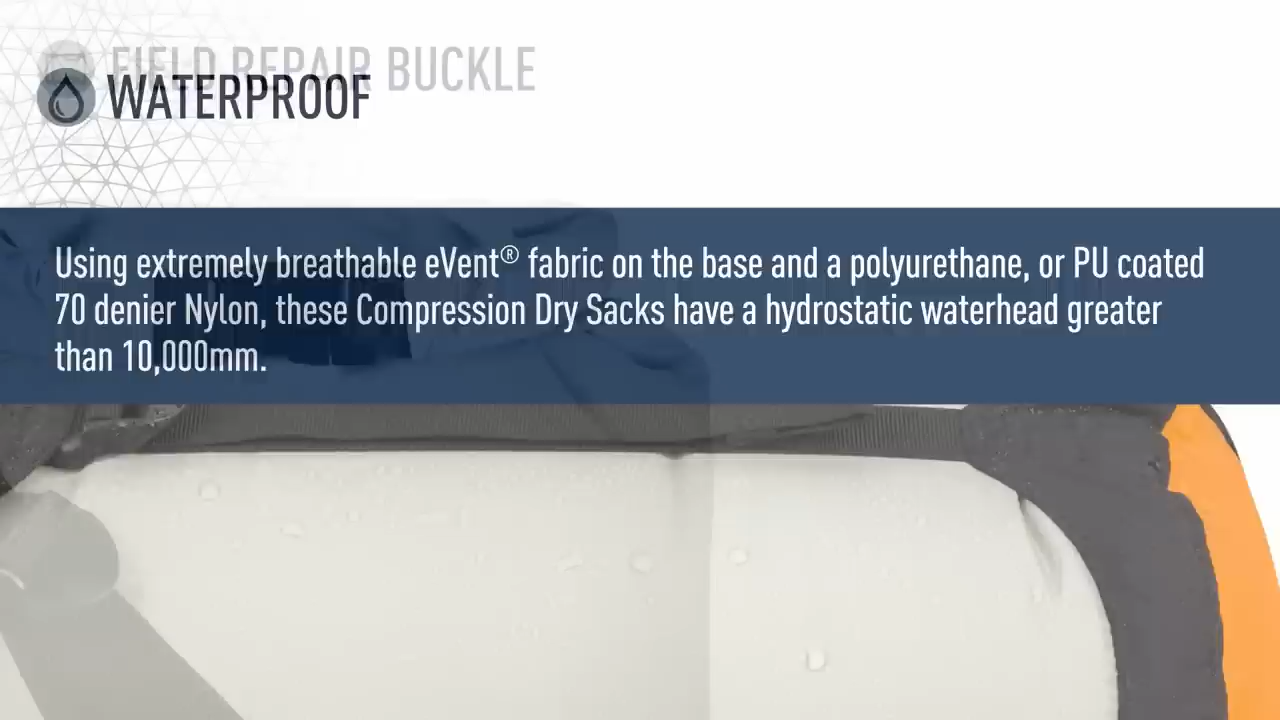 FIELD REPAIR BUCKLE
WATERPROOF
Using extremely breathable eVent® fabric on the base and a polyurethane, or PU coated
70 denier Nylon, these Compression Dry Sacks have a hydrostatic waterhead greater
than 10,000mm.